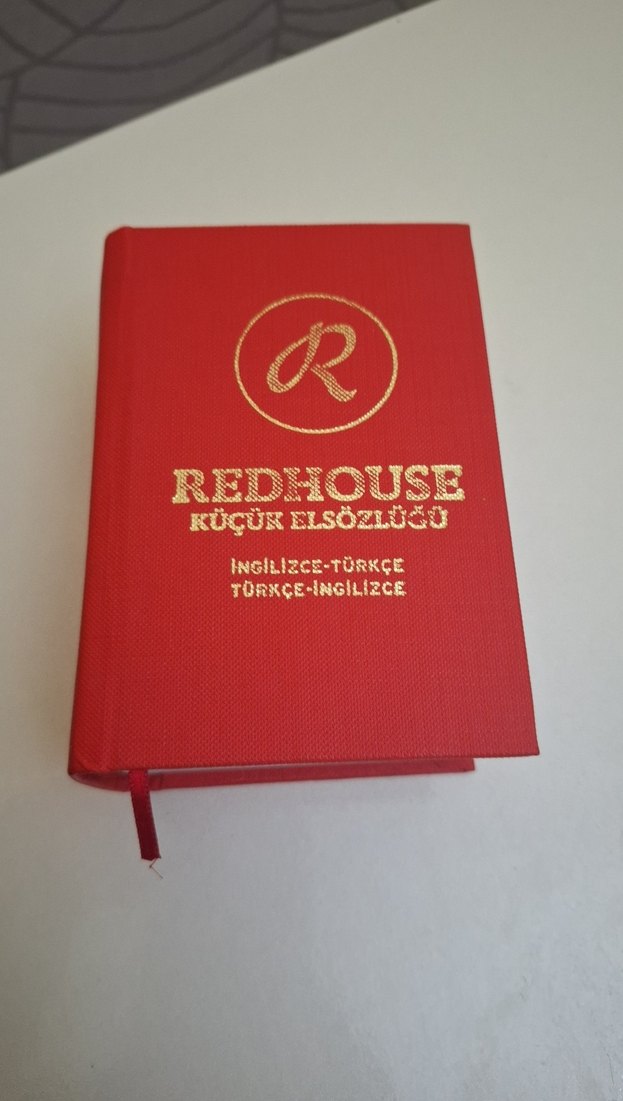 R
REDHOUSE
KÜÇÜK ELSÖZLÜĞÜ
İNGİLİZCE-TÜRKÇE
TÜRKÇE-İNGİLİZCE